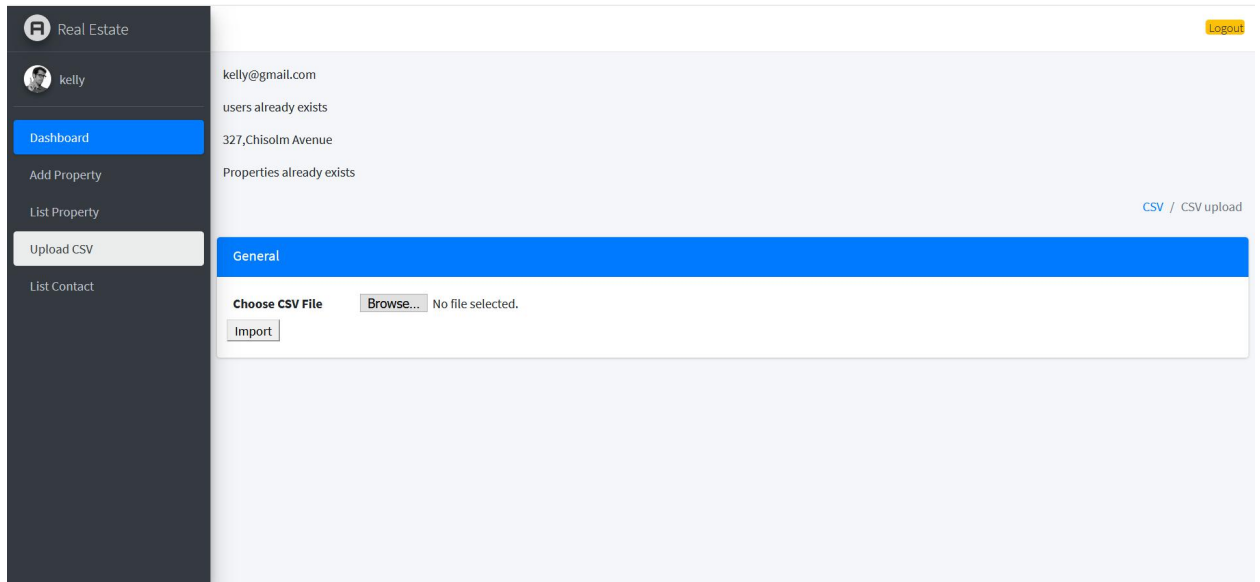 Real Estate
Logout
kelly
kelly@gmail.com
users already exists
Dashboard
327,Chisolm Avenue
Add Property
Properties already exists
List Property
CSV / CSV upload
Upload CSV
General
List Contact
Choose CSV File Browse... No file selected.
Import